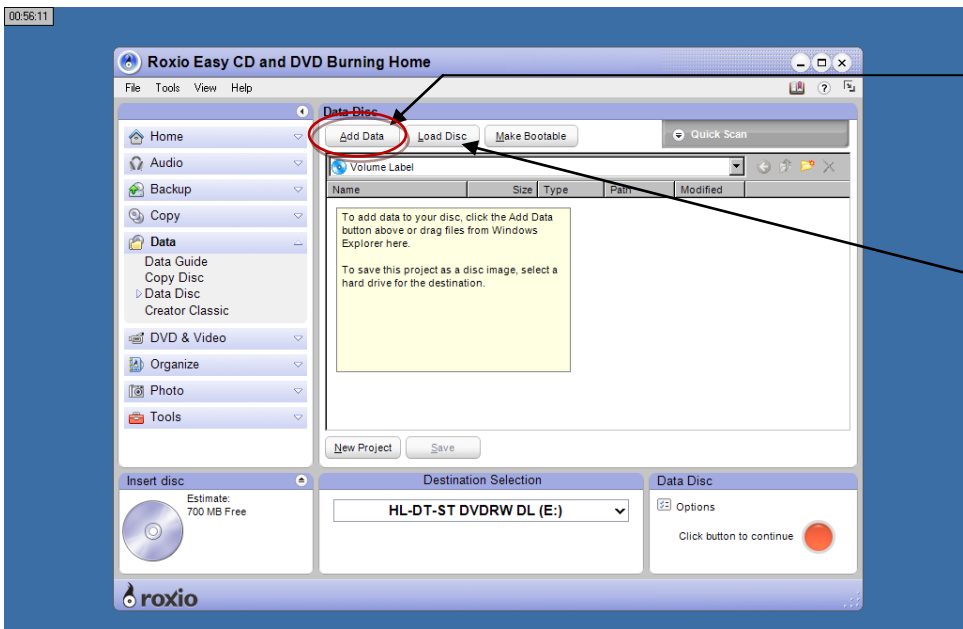 00:56:11
Roxio Easy CD and DVD Burning Home
File Tools View Help
Data Disc
Home
Add Data Load Disc Make Bootable Quick Scan
Audio
Volume Label
Backup
Name Size Type Path Modified
Copy
Data
Data Guide
Copy Disc
Data Disc
Creator Classic
To add data to your disc, click the Add Data
button above or drag files from Windows
Explorer here.
To save this project as a disc image, select a
hard drive for the destination.
DVD & Video
Organize
Photo
Tools
New Project Save
Insert disc
Estimate:
700 MB Free
Destination Selection
HL-DT-ST DVDRW DL (E:)
Data Disc
Options
Click button to continue
roxio